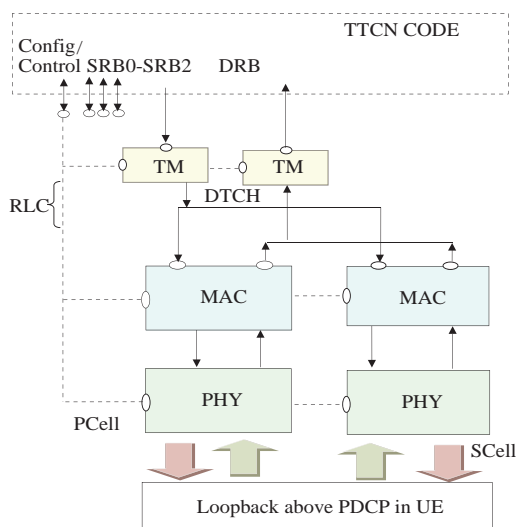 TTCN CODE
Config/
Control SRB0-SRB2 DRB
TM
TM
DTCH
RLC
MAC
MAC
PHY
PHY
PCell
SCell
Loopback above PDCP in UE